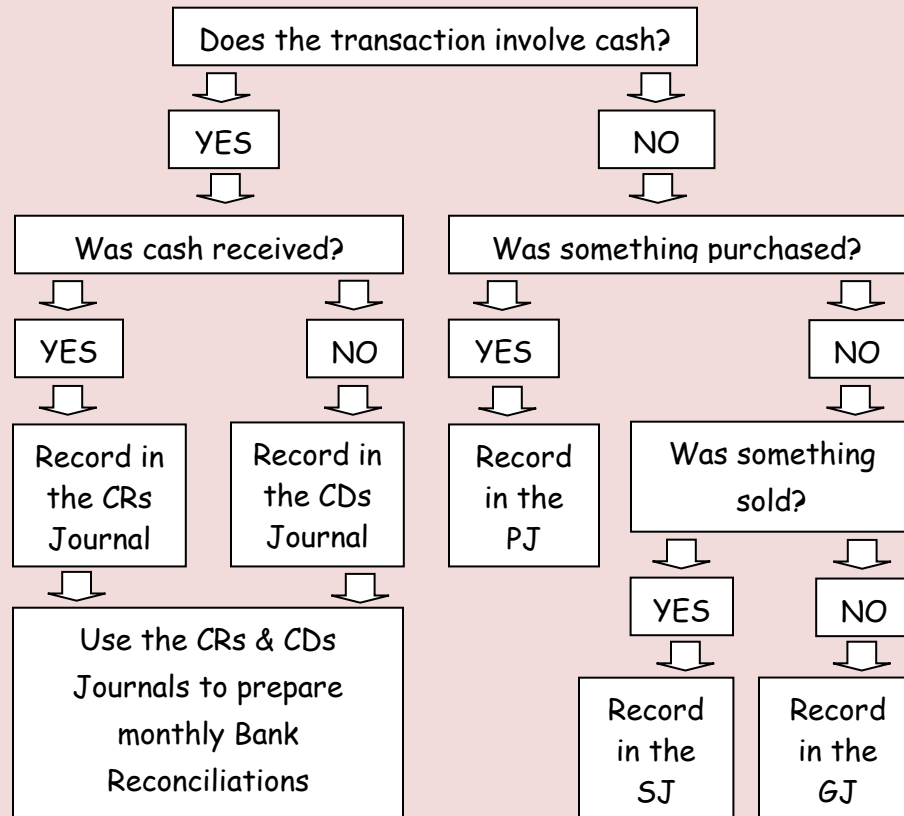 Does the transaction involve cash?
YES
NO
Was cash received?
Was something purchased?
YES
NO
YES
NO
Record in
the CRs
Journal
Record in
the CDs
Journal
Record
in the
PJ
Was something
sold?
YES
NO
Use the CRs & CDs
Journals to prepare
monthly Bank
Reconciliations
Record
in the
SJ
Record
in the
GJ